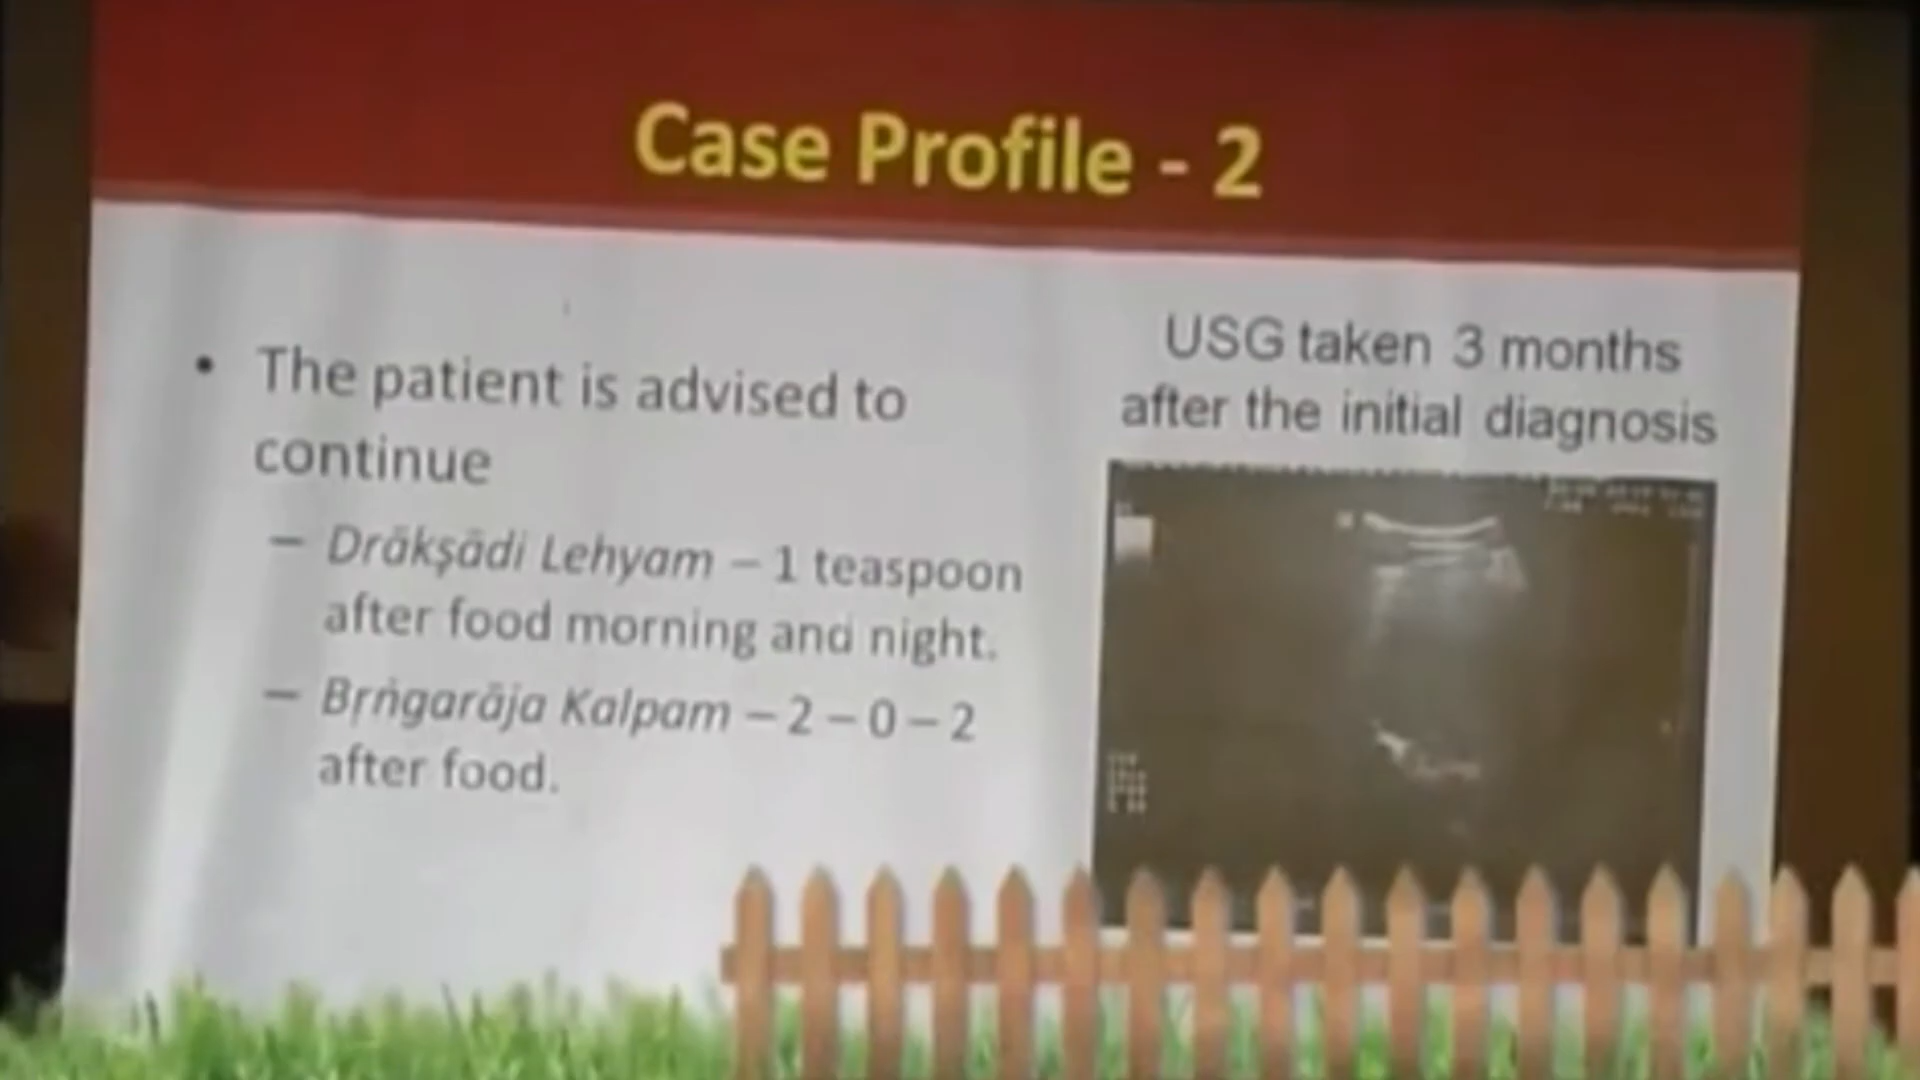 Case Profile - 2
• The patient is advised to
continue
– Drākṣādi Lehyam – 1 teaspoon
after food morning and night.
– Bṛṅgarāja Kalpam – 2 – 0 – 2
after food.
USG taken 3 months
after the initial diagnosis